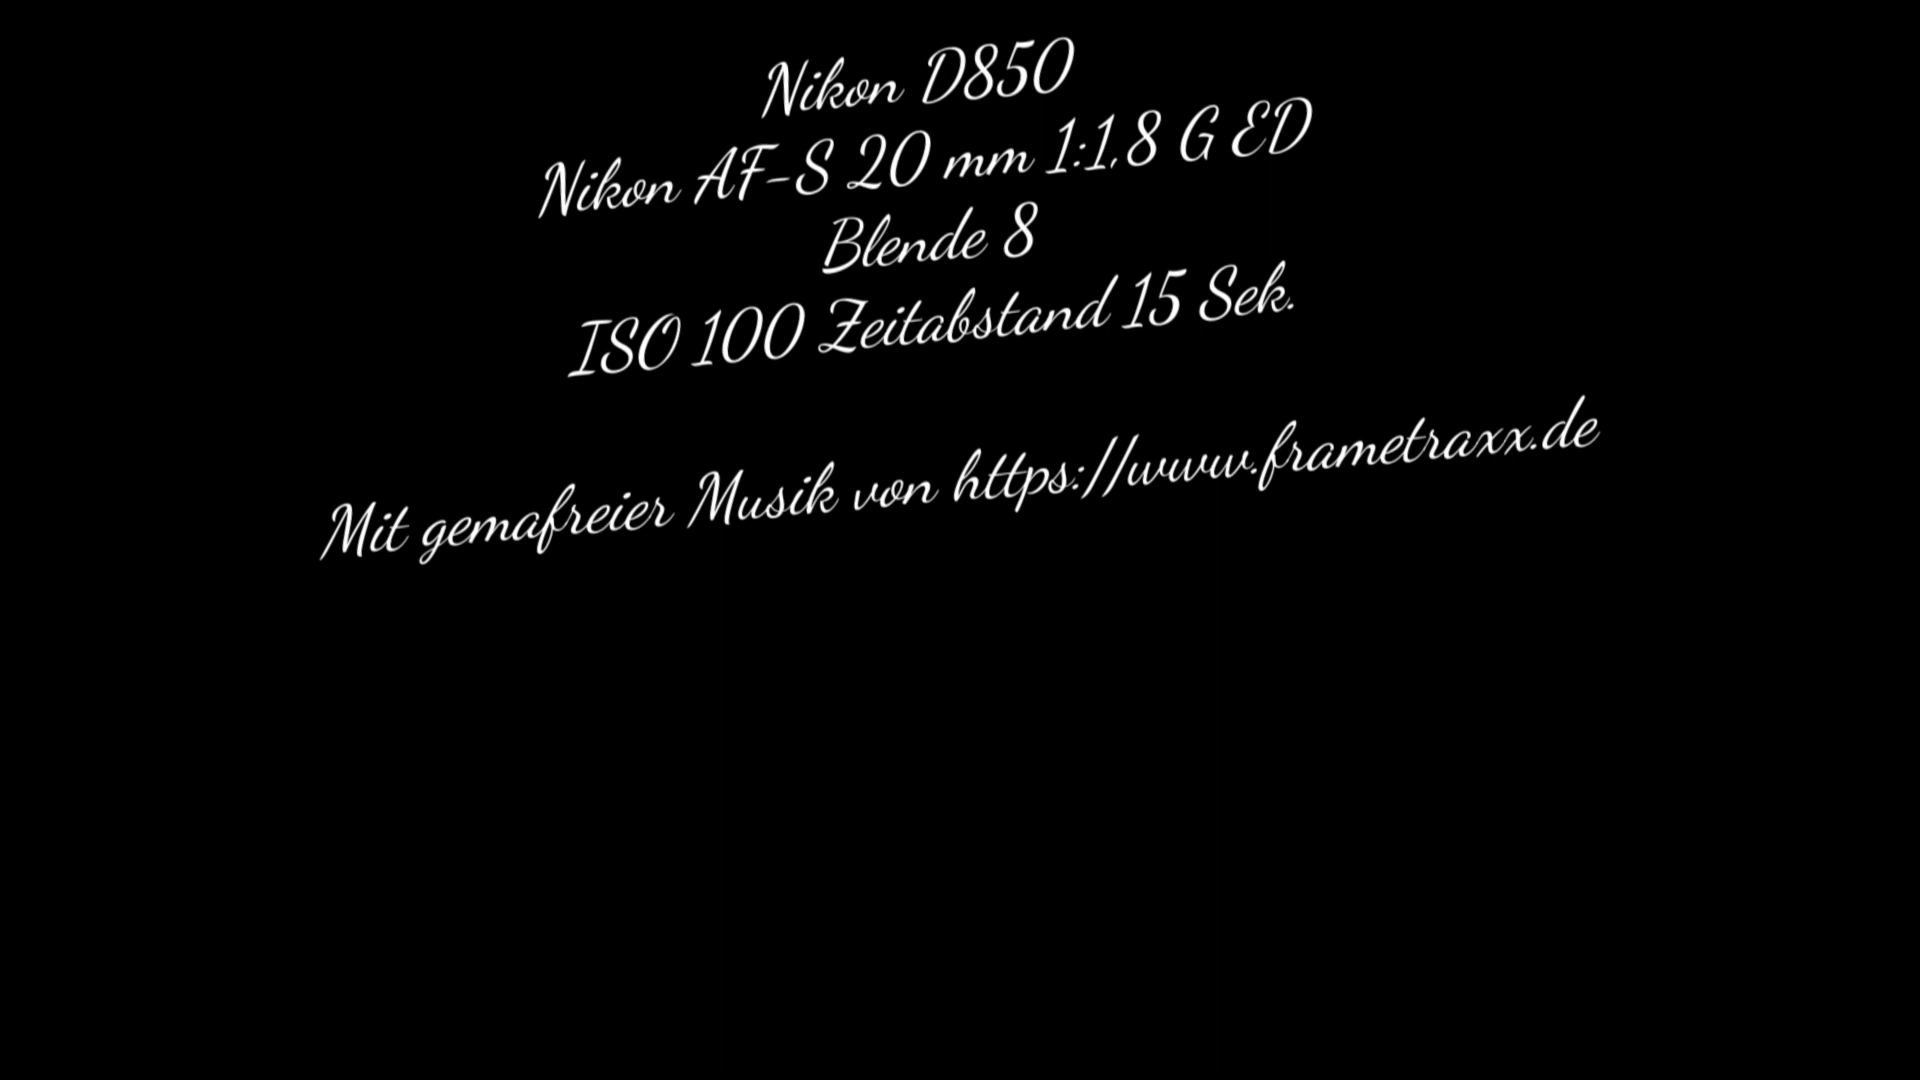 Nikon D850
Nikon AF-S 20 mm 1:1,8 G ED
Blende 8
ISO 100 Zeitabstand 15 Sek.
Mit gemafreier Musik von https://www.frametraxx.de